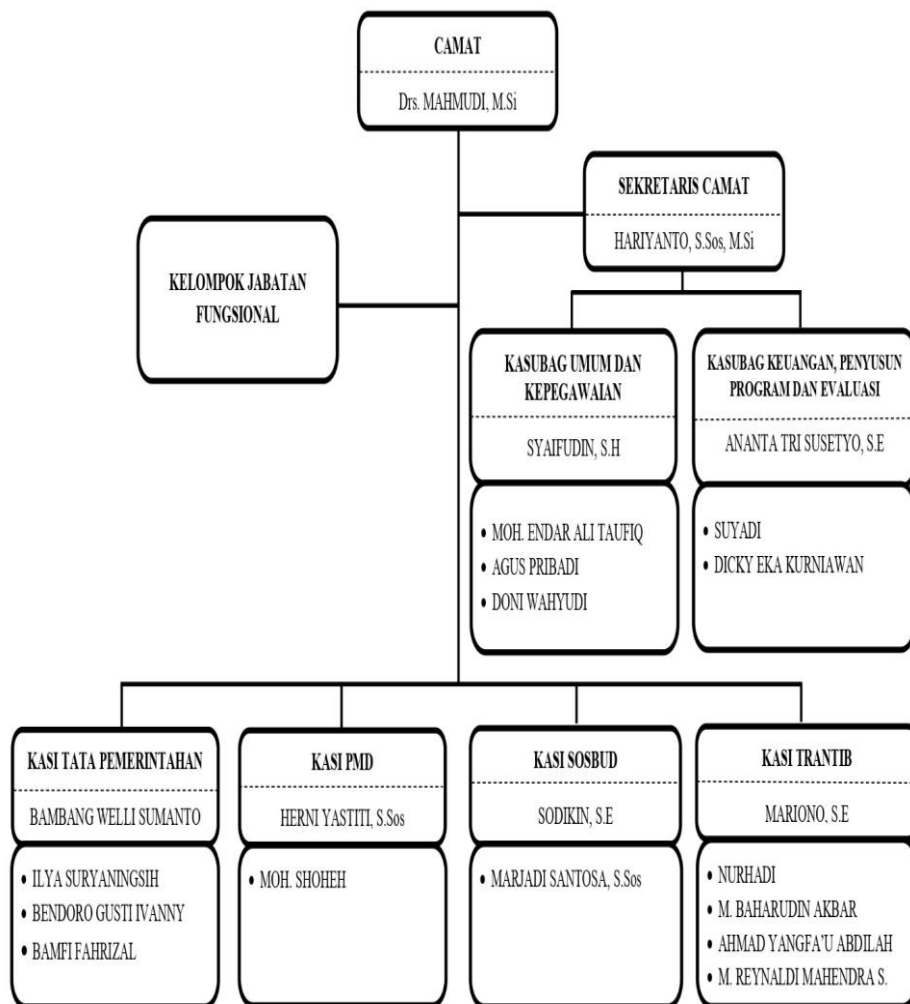 CAMAT
Drs. MAHMUDI, M.Si
SEKRETARIS CAMAT
HARIYANTO, S.Sos, M.Si
KELOMPOK JABATAN
FUNGSIONAL
KASUBAG UMUM DAN
KEPEGAWAIAN
SYAIFUDIN, S.H
• MOH. ENDAR ALI TAUFIQ
• AGUS PRIBADI
• DONI WAHYUDI
KASUBAG KEUANGAN, PENYUSUN
PROGRAM DAN EVALUASI
ANANTA TRI SUSETYO, S.E
• SUYADI
• DICKY EKA KURNIAWAN
KASI TATA PEMERINTAHAN
BAMBANG WELLI SUMANTO
• ILYA SURYANINGSIH
• BENDORO GUSTI IVANNY
• BAMFI FAHRIZAL
KASI PMD
HERNI YASTITI, S.Sos
• MOH. SHOHEH
KASI SOSBUD
SODIKIN, S.E
• MARJADI SANTOSA, S.Sos
KASI TRANTIB
MARIONO, S.E
• NURHADI
• M. BAHARUDIN AKBAR
• AHMAD YANGFA'U ABDILAH
• M. REYNALDI MAHENDRA S.